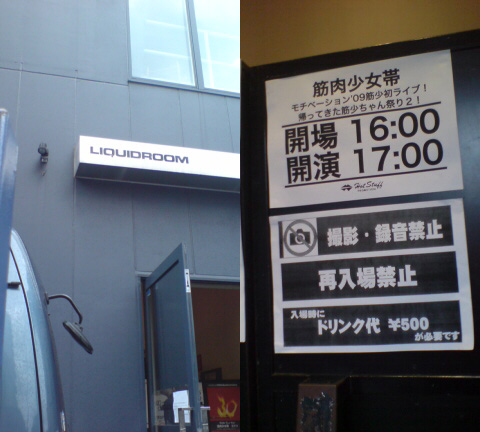 LIQUIDROOM
筋肉少女帯
モチベーション'09筋少初ライブ！
帰ってきた筋少ちゃん祭り２！
開場 16:00
開演 17:00
Hot Stuff
撮影・録音禁止
再入場禁止
入場時に
ドリンク代 ¥500
が必要です